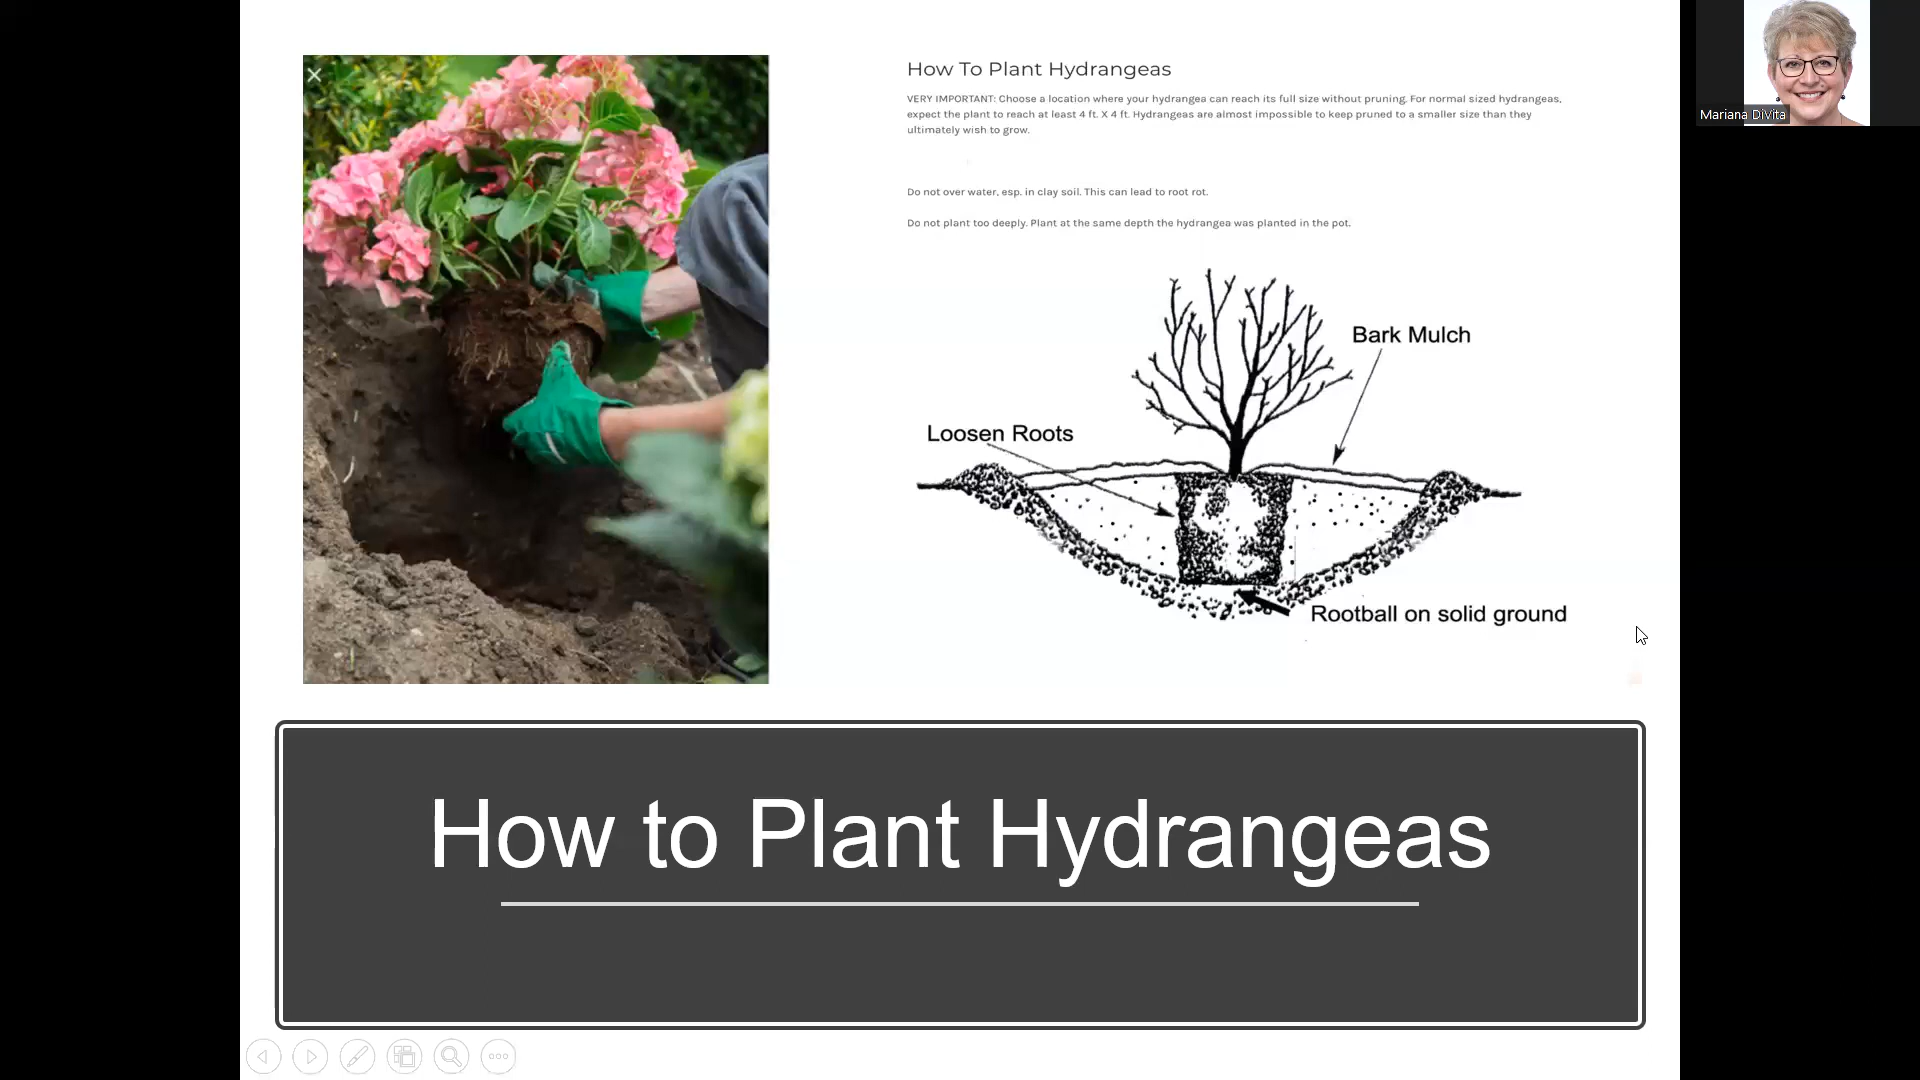 How To Plant Hydrangeas
VERY IMPORTANT: Choose a location where your hydrangea can reach its full size without pruning. For normal sized hydrangeas,
expect the plant to reach at least 4 ft. X 4 ft. Hydrangeas are almost impossible to keep pruned to a smaller size than they
ultimately wish to grow.
Do not over water, esp. in clay soil. This can lead to root rot.
Do not plant too deeply. Plant at the same depth the hydrangea was planted in the pot.
Bark Mulch
Loosen Roots
Rootball on solid ground
How to Plant Hydrangeas
Mariana DiVita